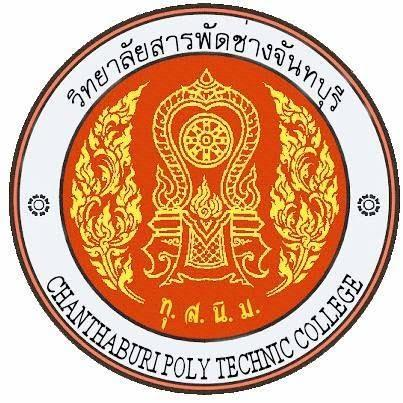 วิทยาลัยสารพัดช่างจันทบุรี
ทุ. ส. นิ. ม.
CHANTHABURI POLY TECHNIC COLLEGE